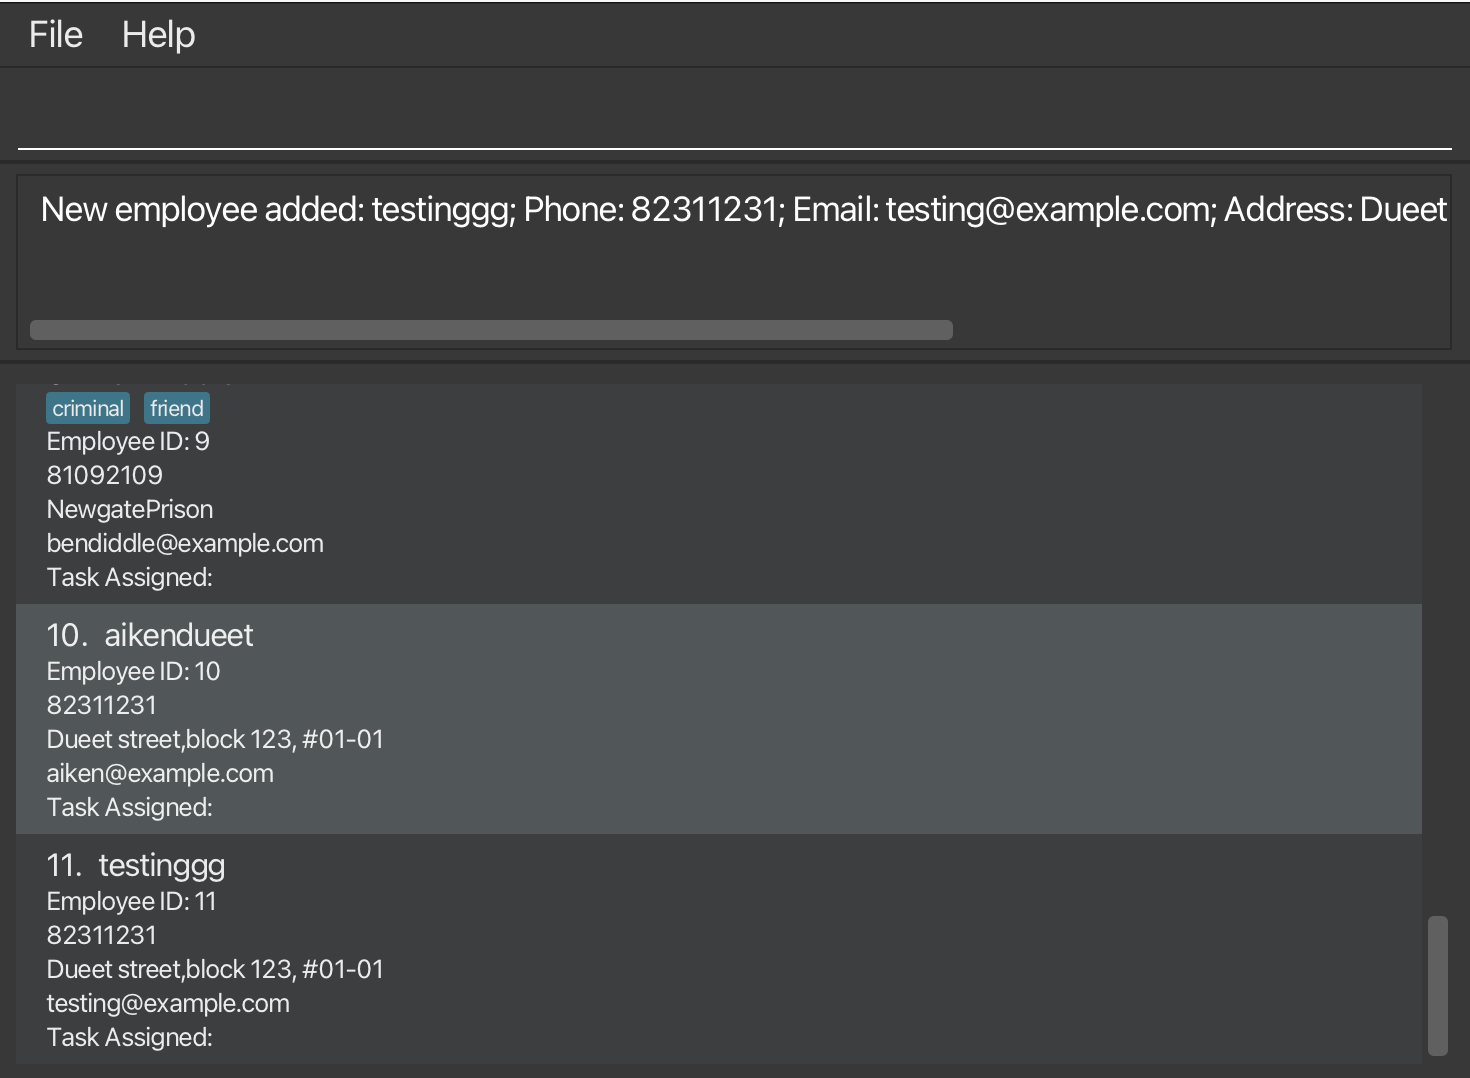 File Help
New employee added: testinggg; Phone: 82311231; Email: testing@example.com; Address: Dueet
criminal friend
Employee ID: 9
81092109
NewgatePrison
bendiddle@example.com
Task Assigned:
10. aikendueet
Employee ID: 10
82311231
Dueet street,block 123, #01-01
aiken@example.com
Task Assigned:
11. testinggg
Employee ID: 11
82311231
Dueet street,block 123, #01-01
testing@example.com
Task Assigned: